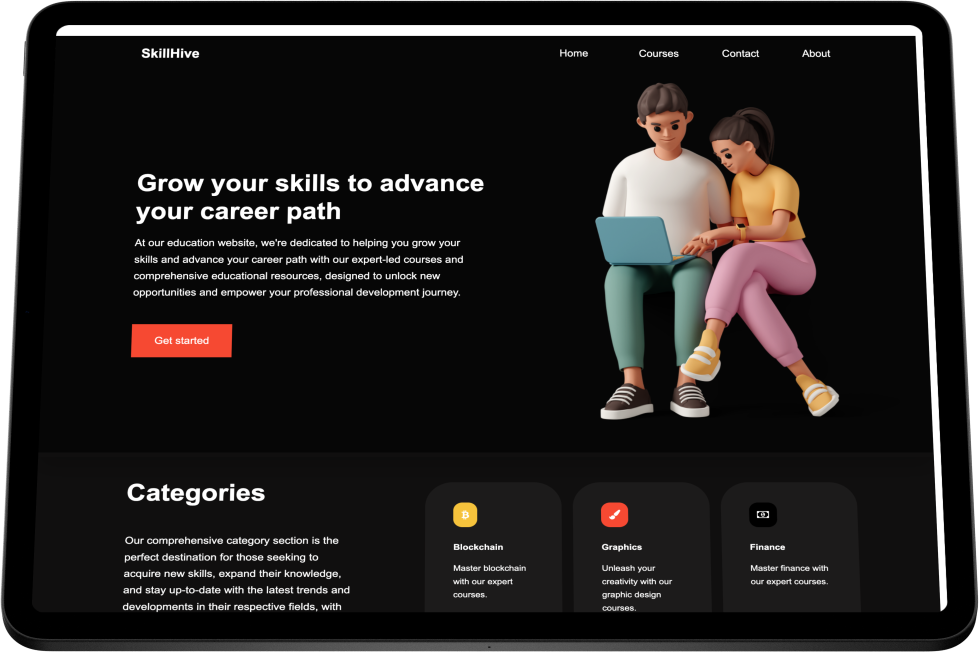 SkillHive
Home Courses Contact About
Grow your skills to advance
your career path
At our education website, we're dedicated to helping you grow your
skills and advance your career path with our expert-led courses and
comprehensive educational resources, designed to unlock new
opportunities and empower your professional development journey.
Get started
Categories
Our comprehensive category section is the
perfect destination for those seeking to
acquire new skills, expand their knowledge,
and stay up-to-date with the latest trends and
developments in their respective fields, with
Blockchain
Master blockchain
with our expert
courses.
Graphics
Unleash your
creativity with our
graphic design
courses.
Finance
Master finance with
our expert courses.